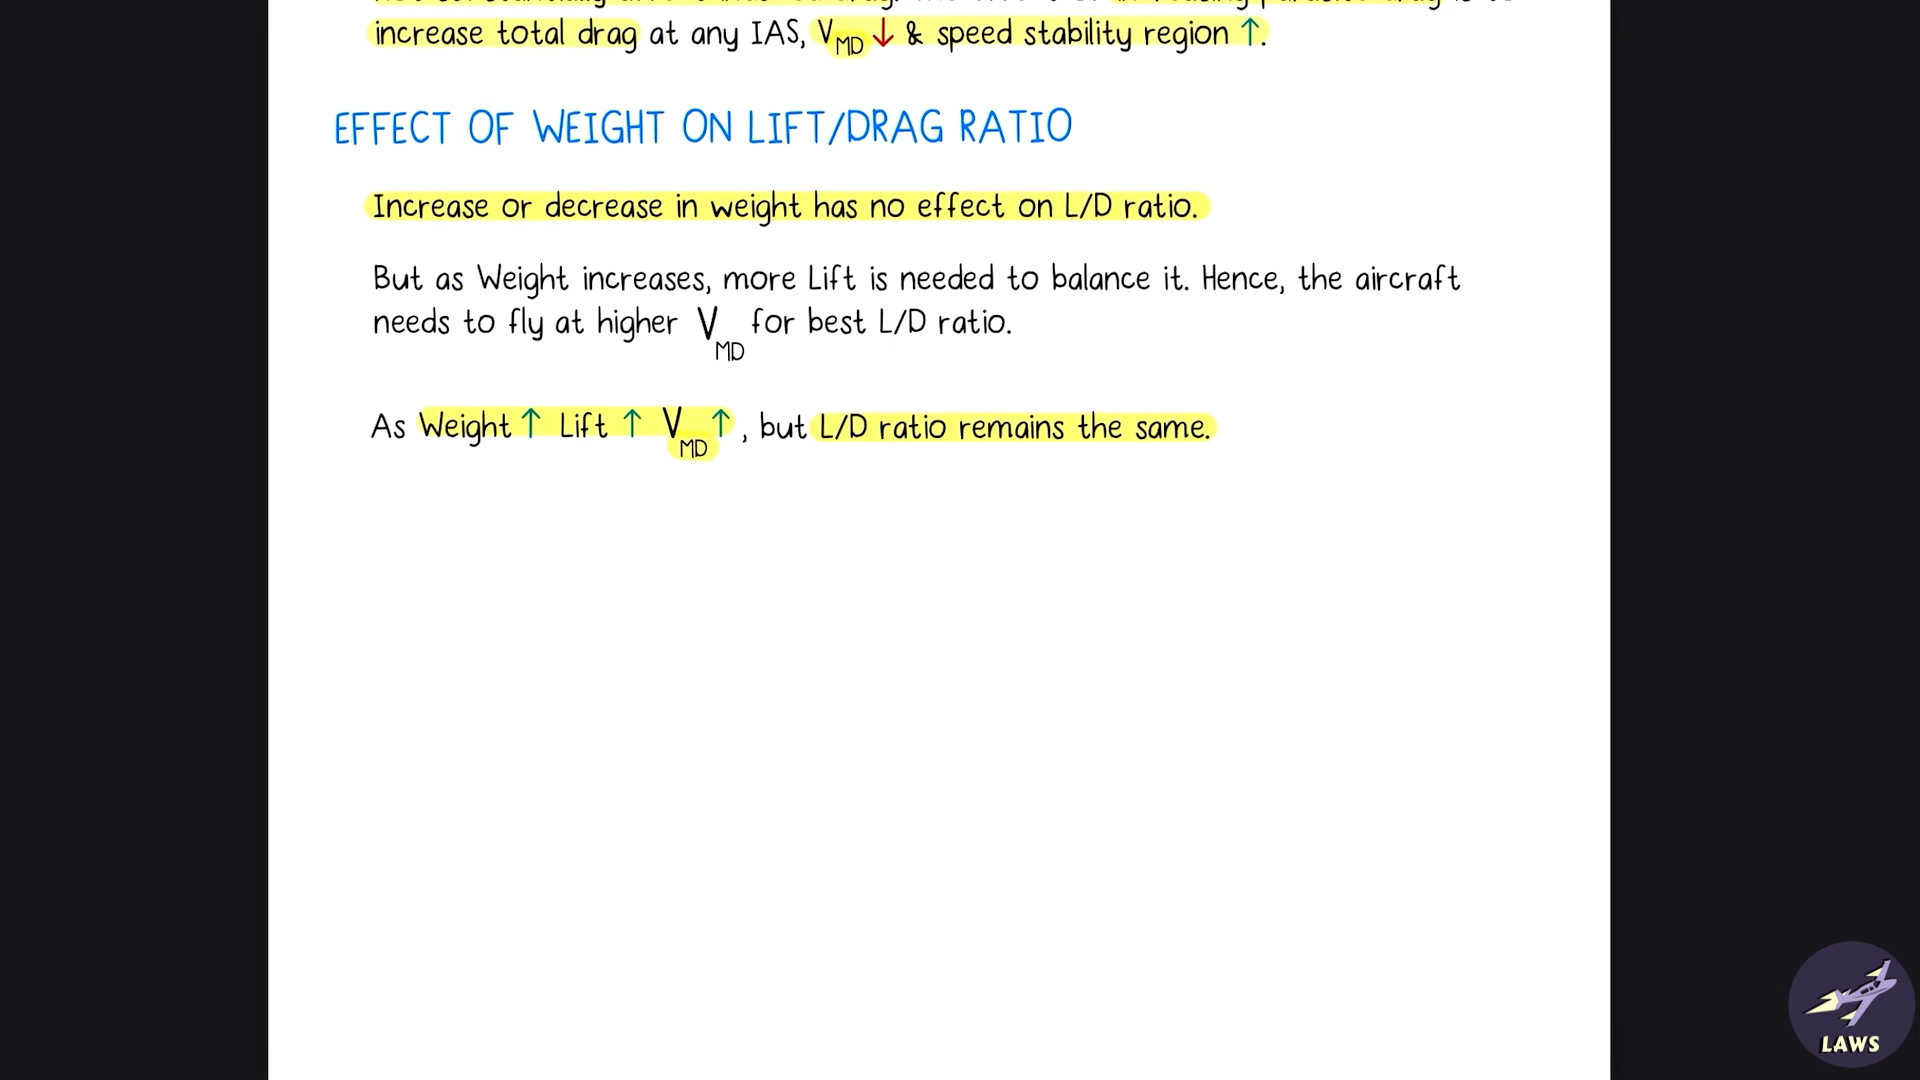 increase total drag at any IAS, VMD ↓ & speed stability region ↑.
EFFECT OF WEIGHT ON LIFT/DRAG RATIO
Increase or decrease in weight has no effect on L/D ratio.
But as Weight increases, more Lift is needed to balance it. Hence, the aircraft
needs to fly at higher VMD for best L/D ratio.
As Weight ↑ Lift ↑ VMD ↑, but L/D ratio remains the same.
LAWS